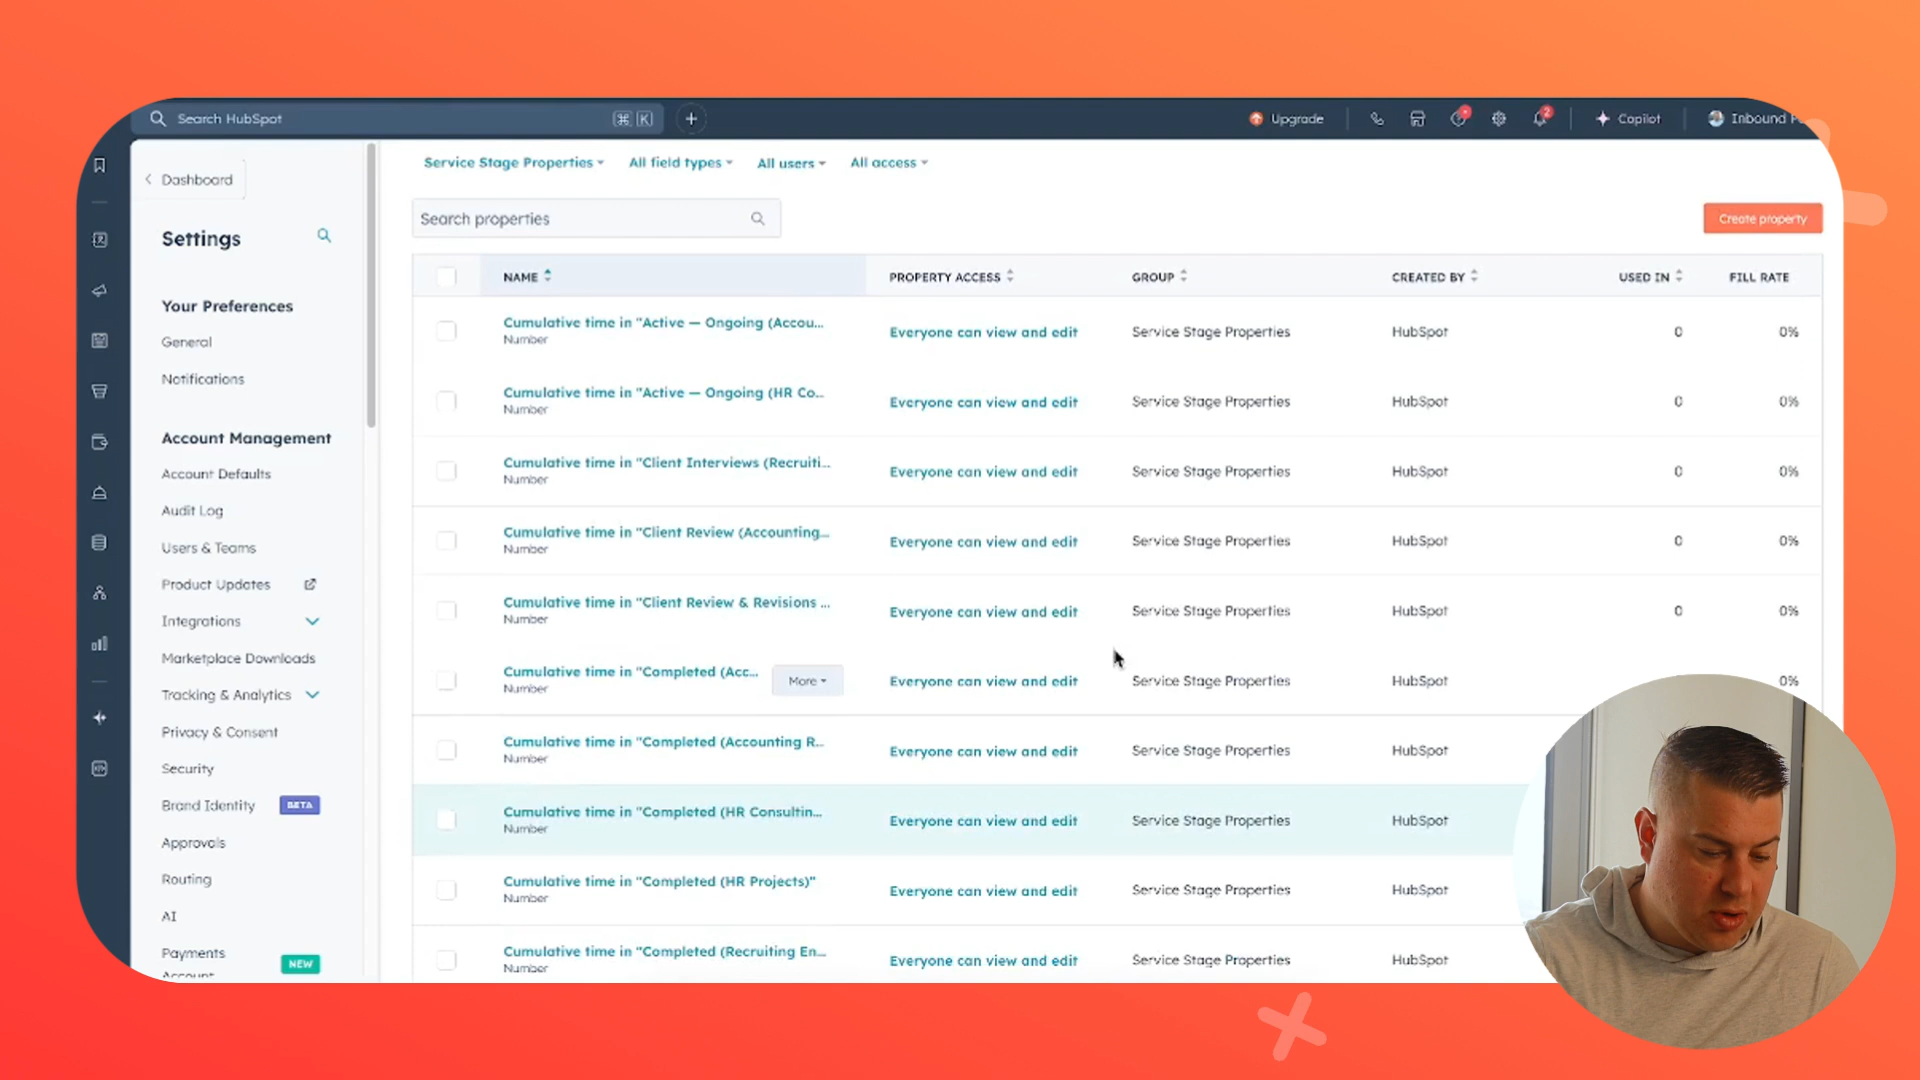 Search HubSpot
⌘ K
Upgrade
2
Copilot
Inbound
Dashboard
Settings
Your Preferences
General
Notifications
Account Management
Account Defaults
Audit Log
Users & Teams
Product Updates
Integrations
Marketplace Downloads
Tracking & Analytics
Privacy & Consent
Security
Brand Identity BETA
Approvals
Routing
AI
Payments
Account NEW
Service Stage Properties All field types All users All access
Search properties
Create property
NAME PROPERTY ACCESS GROUP CREATED BY USED IN FILL RATE
Cumulative time in "Active — Ongoing (Accou...
Number
Everyone can view and edit Service Stage Properties HubSpot 0 0%
Cumulative time in "Active — Ongoing (HR Co...
Number
Everyone can view and edit Service Stage Properties HubSpot 0 0%
Cumulative time in "Client Interviews (Recruiti...
Number
Everyone can view and edit Service Stage Properties HubSpot 0 0%
Cumulative time in "Client Review (Accounting...
Number
Everyone can view and edit Service Stage Properties HubSpot 0 0%
Cumulative time in "Client Review & Revisions ...
Number
Everyone can view and edit Service Stage Properties HubSpot 0 0%
Cumulative time in "Completed (Acc...
Number
More
Everyone can view and edit Service Stage Properties HubSpot 0%
Cumulative time in "Completed (Accounting R...
Number
Everyone can view and edit Service Stage Properties HubSpot
Cumulative time in "Completed (HR Consultin...
Number
Everyone can view and edit Service Stage Properties HubSpot
Cumulative time in "Completed (HR Projects)"
Number
Everyone can view and edit Service Stage Properties HubSpot
Cumulative time in "Completed (Recruiting En...
Number
Everyone can view and edit Service Stage Properties HubSpot